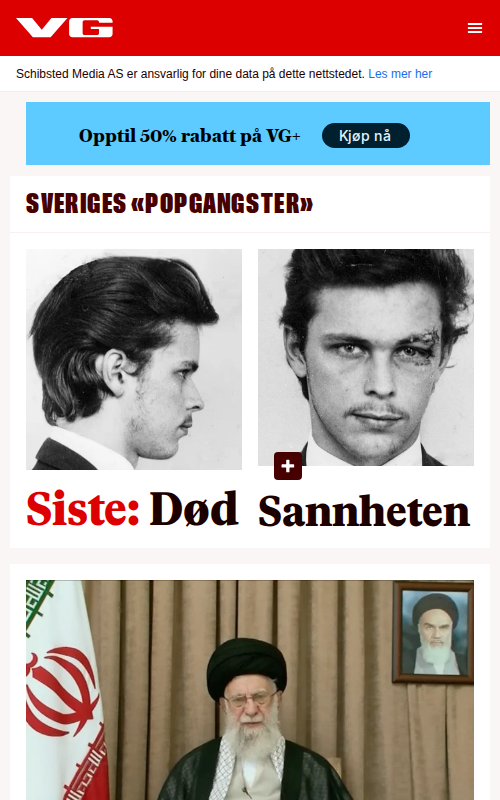 VG
Schibsted Media AS er ansvarlig for dine data på dette nettstedet. Les mer her
Opptil 50% rabatt på VG+ Kjøp nå
SVERIGES «POPGANGSTER»
Siste: Død
Sannheten